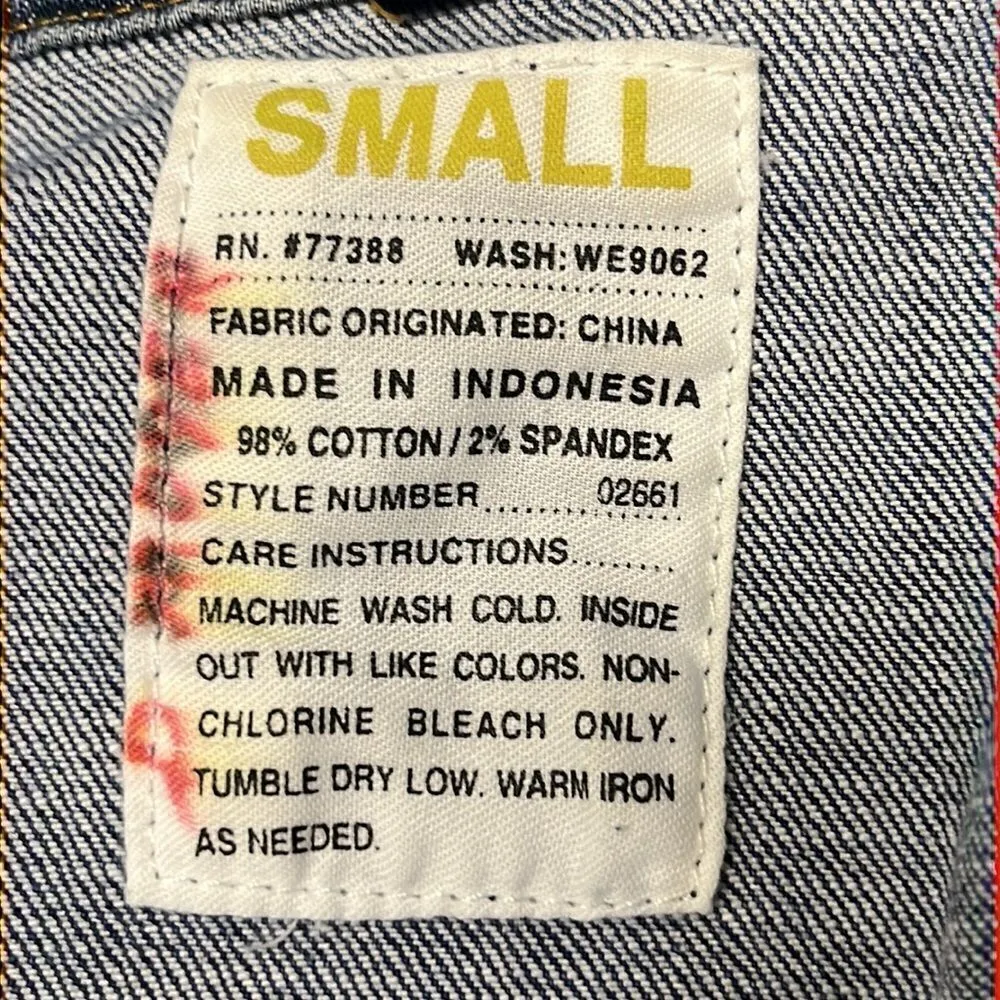 SMALL
RN. #77388 WASH: WE9062
FABRIC ORIGINATED: CHINA
MADE IN INDONESIA
98% COTTON / 2% SPANDEX
STYLE NUMBER.................02661
CARE INSTRUCTIONS.........
MACHINE WASH COLD. INSIDE
OUT WITH LIKE COLORS. NON-
CHLORINE BLEACH ONLY.
TUMBLE DRY LOW. WARM IRON
AS NEEDED.